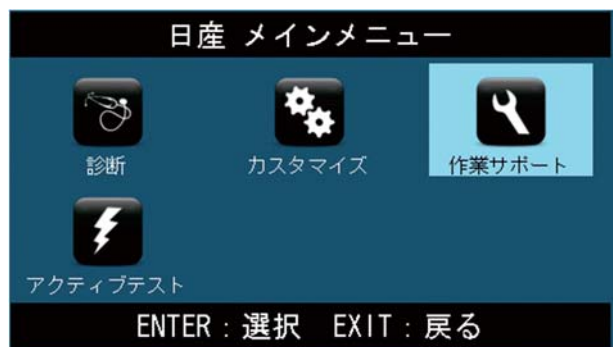 日産 メインメニュー
診断 カスタマイズ 作業サポート
アクティブテスト
ENTER：選択 EXIT：戻る